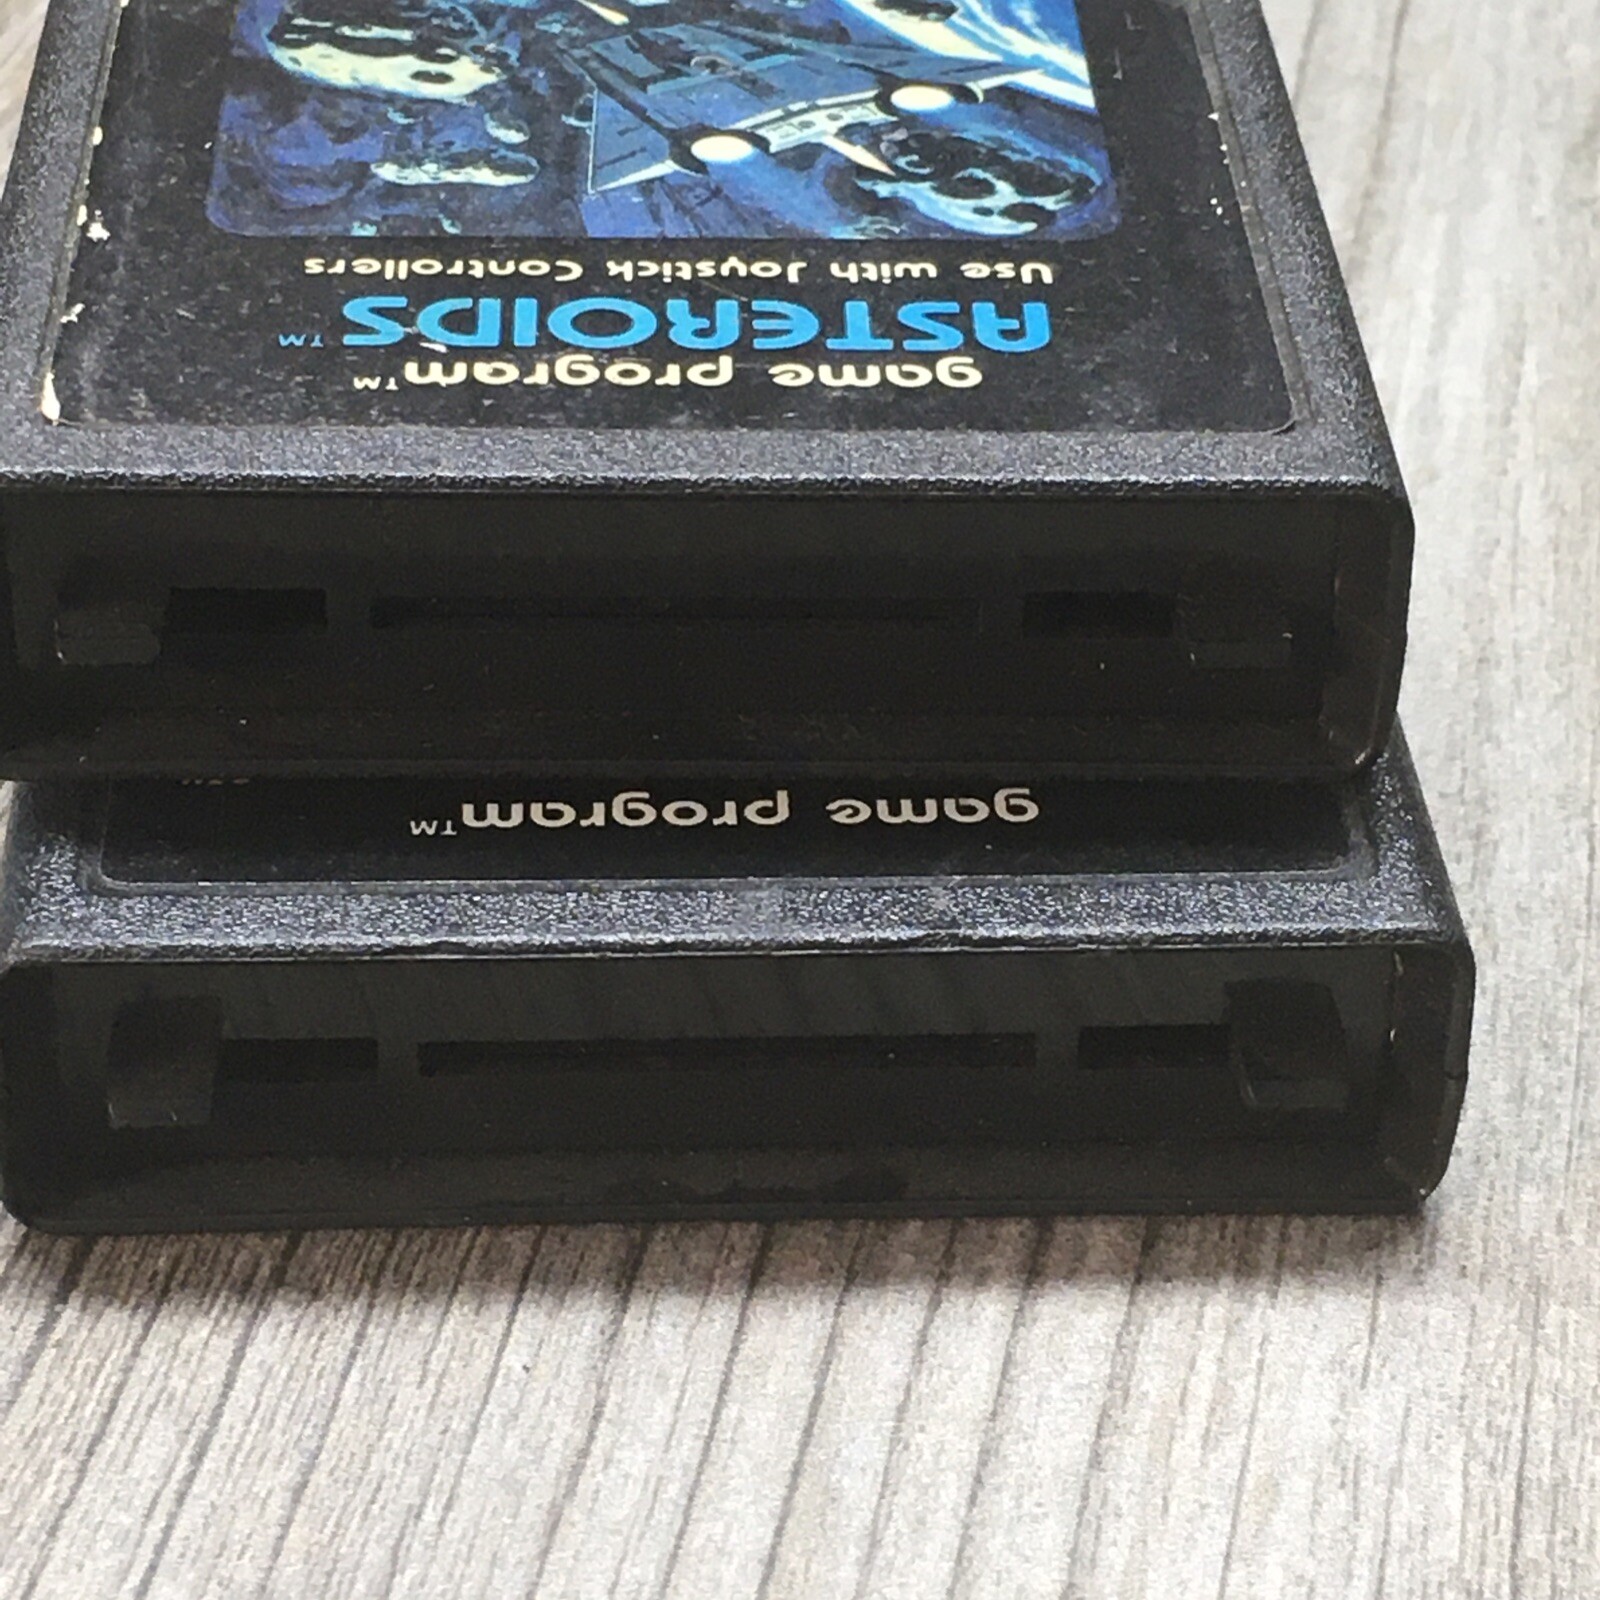 game program™
ASTEROIDS™
Use with Joystick Controllers
game program™